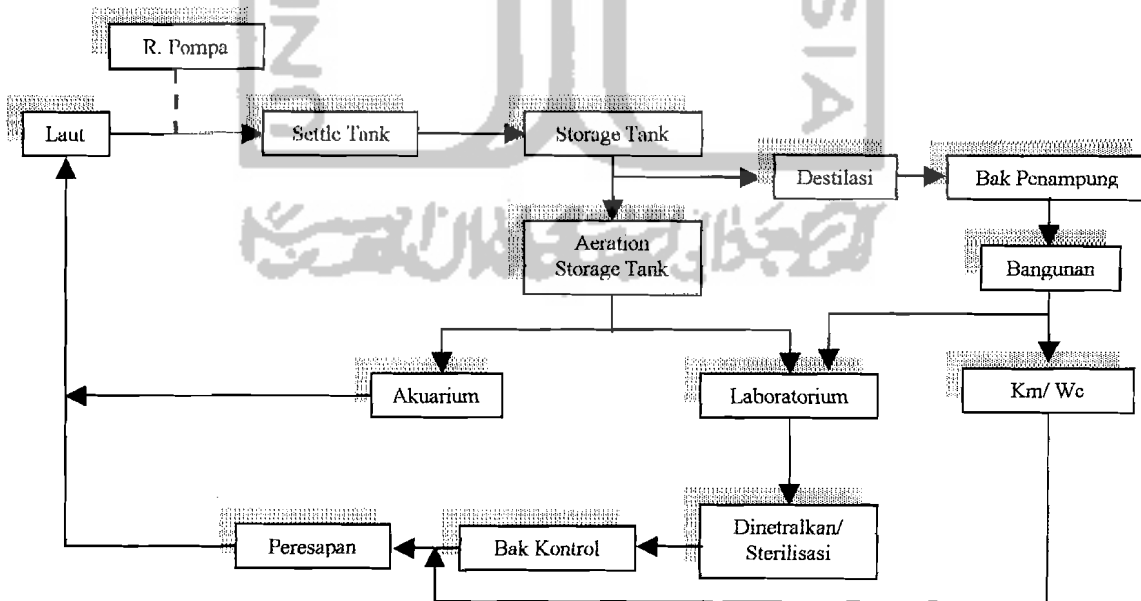 R. Pompa
Laut
Settle Tank
Storage Tank
Destilasi
Bak Penampung
Aeration
Storage Tank
Bangunan
Akuarium
Laboratorium
Km/ Wc
Peresapan
Bak Kontrol
Dinetralkan/
Sterilisasi
SIA